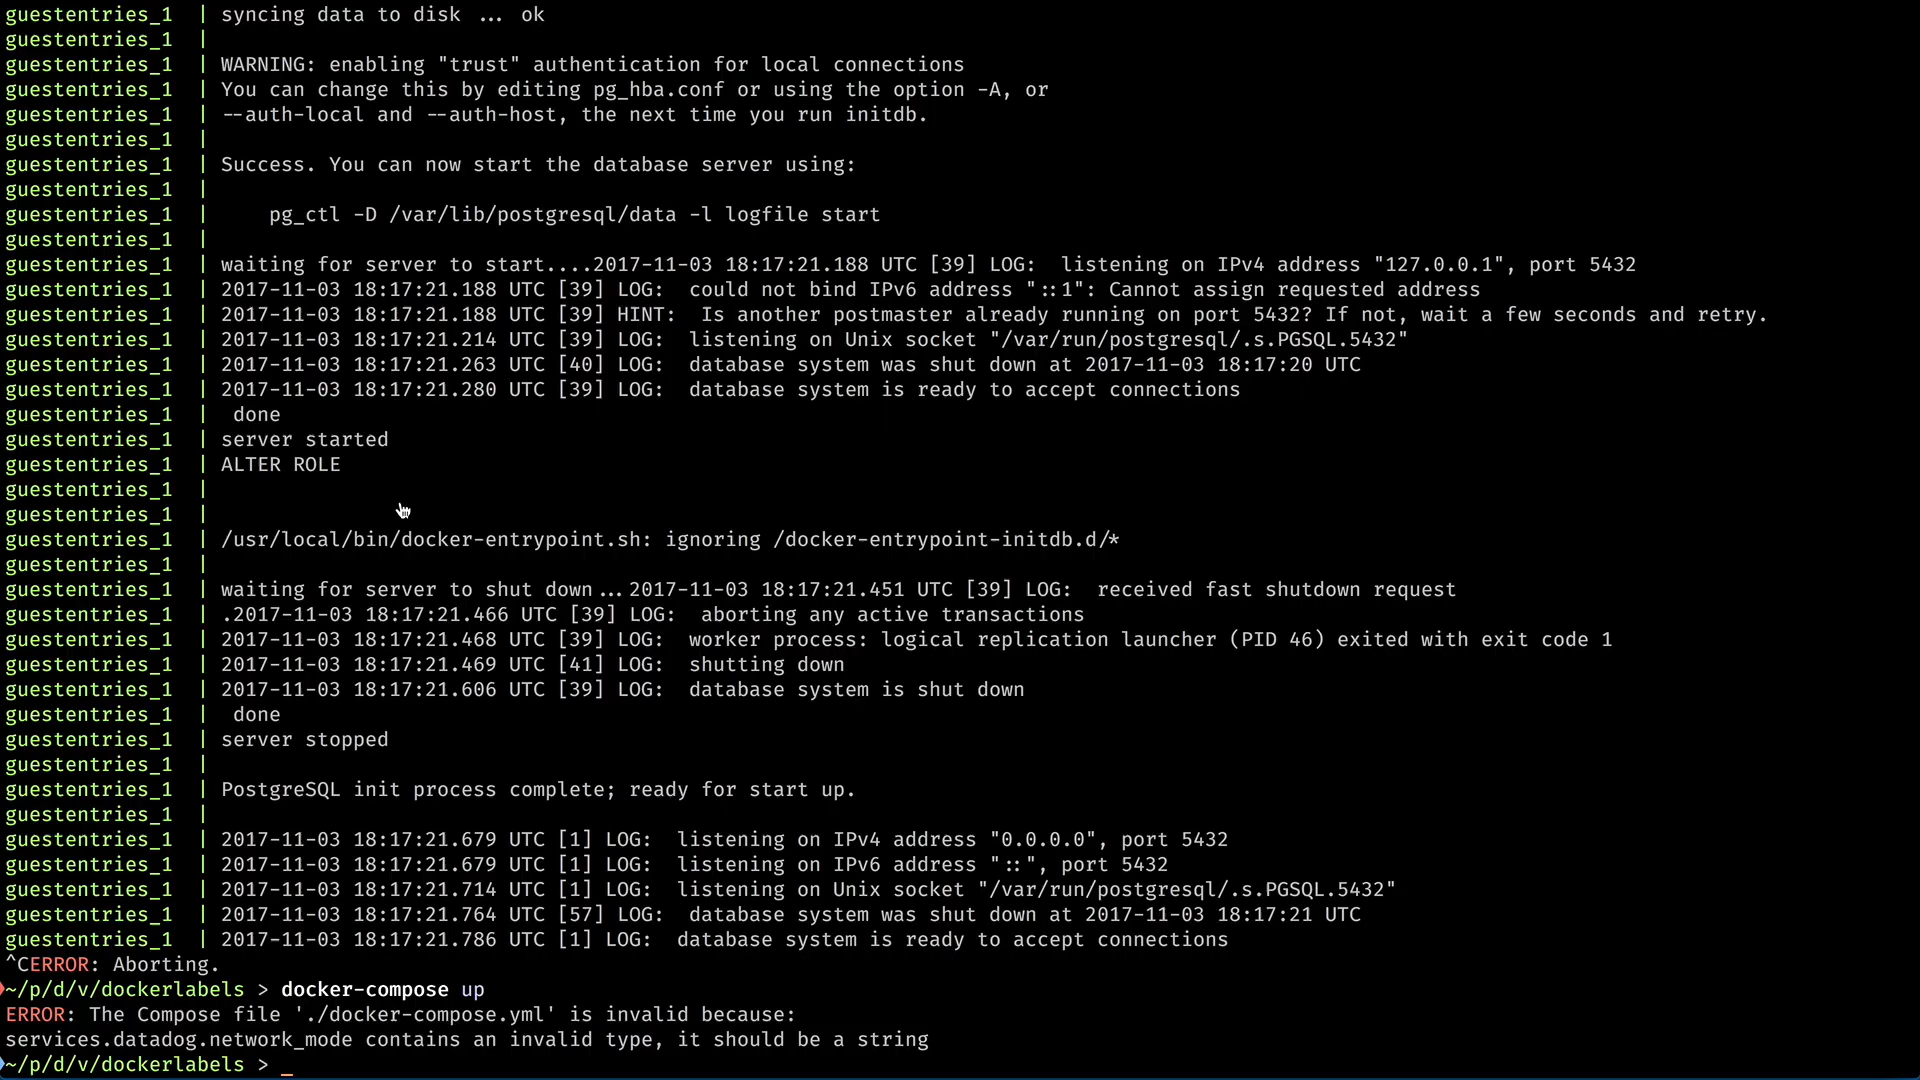 guestentries_1  | syncing data to disk ... ok
guestentries_1  |
guestentries_1  | WARNING: enabling "trust" authentication for local connections
guestentries_1  | You can change this by editing pg_hba.conf or using the option -A, or
guestentries_1  | --auth-local and --auth-host, the next time you run initdb.
guestentries_1  |
guestentries_1  | Success. You can now start the database server using:
guestentries_1  |
guestentries_1  |     pg_ctl -D /var/lib/postgresql/data -l logfile start
guestentries_1  |
guestentries_1  | waiting for server to start....2017-11-03 18:17:21.188 UTC [39] LOG:  listening on IPv4 address "127.0.0.1", port 5432
guestentries_1  | 2017-11-03 18:17:21.188 UTC [39] LOG:  could not bind IPv6 address "::1": Cannot assign requested address
guestentries_1  | 2017-11-03 18:17:21.188 UTC [39] HINT:  Is another postmaster already running on port 5432? If not, wait a few seconds and retry.
guestentries_1  | 2017-11-03 18:17:21.214 UTC [39] LOG:  listening on Unix socket "/var/run/postgresql/.s.PGSQL.5432"
guestentries_1  | 2017-11-03 18:17:21.263 UTC [40] LOG:  database system was shut down at 2017-11-03 18:17:20 UTC
guestentries_1  | 2017-11-03 18:17:21.280 UTC [39] LOG:  database system is ready to accept connections
guestentries_1  |  done
guestentries_1  | server started
guestentries_1  | ALTER ROLE
guestentries_1  |
guestentries_1  |
guestentries_1  | /usr/local/bin/docker-entrypoint.sh: ignoring /docker-entrypoint-initdb.d/*
guestentries_1  |
guestentries_1  | waiting for server to shut down...2017-11-03 18:17:21.451 UTC [39] LOG:  received fast shutdown request
guestentries_1  | .2017-11-03 18:17:21.466 UTC [39] LOG:  aborting any active transactions
guestentries_1  | 2017-11-03 18:17:21.468 UTC [39] LOG:  worker process: logical replication launcher (PID 46) exited with exit code 1
guestentries_1  | 2017-11-03 18:17:21.469 UTC [41] LOG:  shutting down
guestentries_1  | 2017-11-03 18:17:21.606 UTC [39] LOG:  database system is shut down
guestentries_1  |  done
guestentries_1  | server stopped
guestentries_1  |
guestentries_1  | PostgreSQL init process complete; ready for start up.
guestentries_1  |
guestentries_1  | 2017-11-03 18:17:21.679 UTC [1] LOG:  listening on IPv4 address "0.0.0.0", port 5432
guestentries_1  | 2017-11-03 18:17:21.679 UTC [1] LOG:  listening on IPv6 address "::", port 5432
guestentries_1  | 2017-11-03 18:17:21.714 UTC [1] LOG:  listening on Unix socket "/var/run/postgresql/.s.PGSQL.5432"
guestentries_1  | 2017-11-03 18:17:21.764 UTC [57] LOG:  database system was shut down at 2017-11-03 18:17:21 UTC
guestentries_1  | 2017-11-03 18:17:21.786 UTC [1] LOG:  database system is ready to accept connections
^CERROR: Aborting.
~/p/d/v/dockerlabels > docker-compose up
ERROR: The Compose file './docker-compose.yml' is invalid because:
services.datadog.network_mode contains an invalid type, it should be a string
~/p/d/v/dockerlabels > _